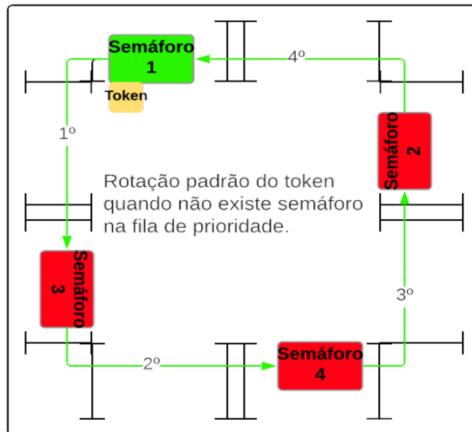 Semáforo
1
Token
4º
1º
Semáforo
2
Rotação padrão do token
quando não existe semáforo
na fila de prioridade.
Semáforo
3
3º
2º
Semáforo
4